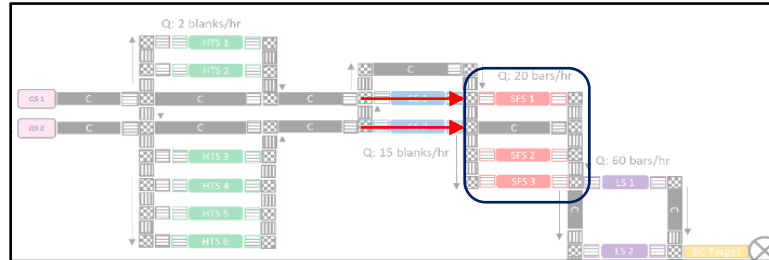 Q: 2 blanks/hr
HTS 1
HTS 2
C
Q: 20 bars/hr
QS 1
C
C
C
SFS 1
QS 2
C
C
C
C
Q: 15 blanks/hr
HTS 3
SFS 2
Q: 60 bars/hr
HTS 4
SFS 3
LS 1
HTS 5
C
C
HTS 6
LS 2
BC Target